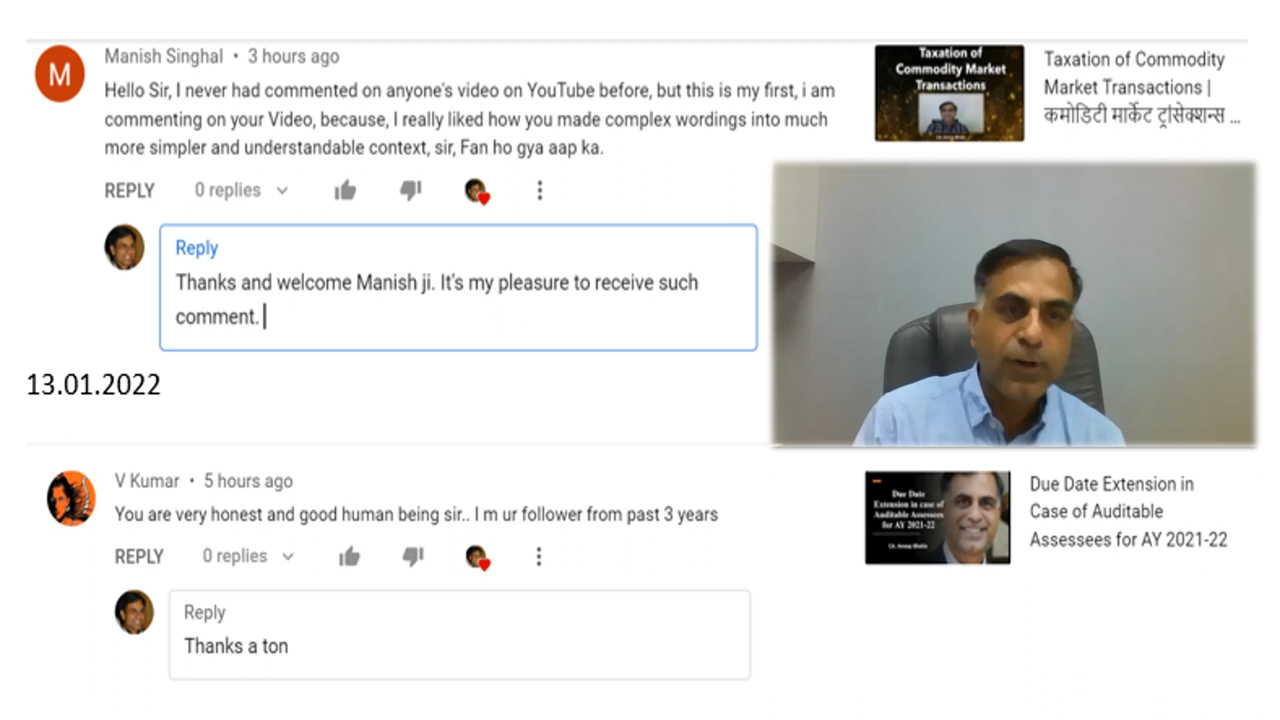 Manish Singhal • 3 hours ago
Hello Sir, I never had commented on anyone's video on YouTube before, but this is my first, i am
commenting on your Video, because, I really liked how you made complex wordings into much
more simpler and understandable context, sir, Fan ho gya aap ka.
REPLY 0 replies
Reply
Thanks and welcome Manish ji. It's my pleasure to receive such
comment.
M
Taxation of
Commodity Market
Transactions
Taxation of Commodity
Market Transactions |
कमोडिटी मार्केट ट्रांसेक्शन्स ...
13.01.2022
V Kumar • 5 hours ago
You are very honest and good human being sir.. I m ur follower from past 3 years
REPLY 0 replies
Reply
Thanks a ton
Due Date
Extension in case of
Auditable Assessees
for AY 2021-22
Due Date Extension in
Case of Auditable
Assessees for AY 2021-22